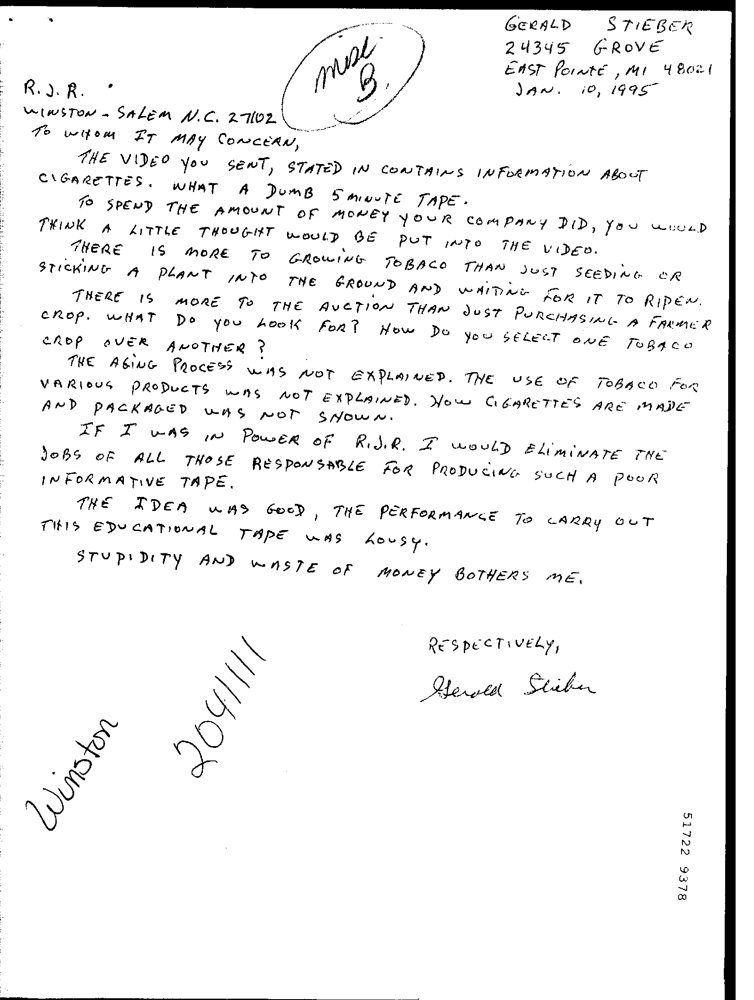 GERALD STIEBER
24345 GROVE
EAST POINTE, MI 48021
JAN. 10, 1995
misc.
B.
R.J.R.
WINSTON-SALEM N.C. 27102
TO WHOM IT MAY CONCERN,
THE VIDEO YOU SENT, STATED IN CONTAINS INFORMATION ABOUT
CIGARETTES. WHAT A DUMB 5 MINUTE TAPE.
TO SPEND THE AMOUNT OF MONEY YOUR COMPANY DID, YOU WOULD
THINK A LITTLE THOUGHT WOULD BE PUT INTO THE VIDEO.
THERE IS MORE TO GROWING TOBACO THAN JUST SEEDING OR
STICKING A PLANT INTO THE GROUND AND WAITING FOR IT TO RIPEN.
THERE IS MORE TO THE AUCTION THAN JUST PURCHASING A FARMER
CROP. WHAT DO YOU LOOK FOR? HOW DO YOU SELECT ONE TOBACO
CROP OVER ANOTHER?
THE AGING PROCESS WAS NOT EXPLAINED. THE USE OF TOBACO FOR
VARIOUS PRODUCTS WAS NOT EXPLAINED. HOW CIGARETTES ARE MADE
AND PACKAGED WAS NOT SHOWN.
IF I WAS IN POWER OF R.J.R. I WOULD ELIMINATE THE
JOBS OF ALL THOSE RESPONSABLE FOR PRODUCING SUCH A POOR
INFORMATIVE TAPE.
THE IDEA WAS GOOD, THE PERFORMANCE TO CARRY OUT
THIS EDUCATIONAL TAPE WAS LOUSY.
STUPIDITY AND WASTE OF MONEY BOTHERS ME.
RESPECTIVELY,
Gerald Stieber
Winston
2041111
51722 9378